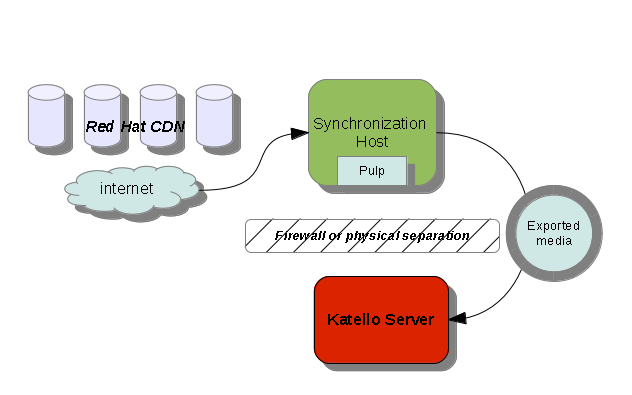 Red Hat CDN
internet
Synchronization
Host
Pulp
Firewall or physical separation
Exported
media
Katello Server